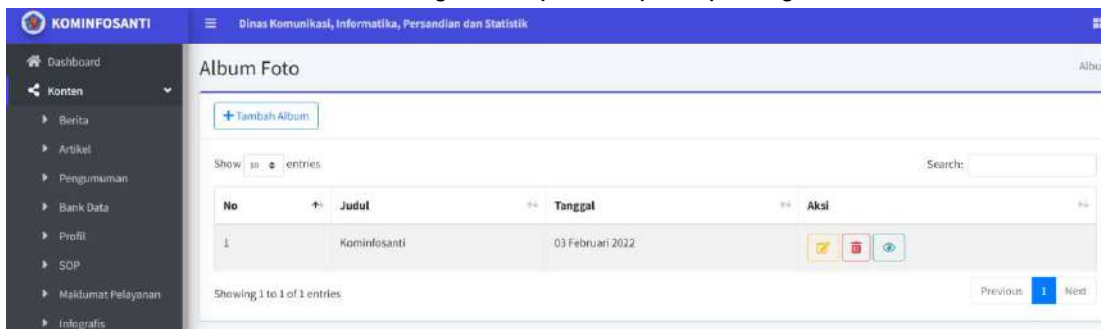 KOMINFOSANTI
Dinas Komunikasi, Informatika, Persandian dan Statistik
Dashboard
Konten
Berita
Artikel
Pengumuman
Bank Data
Profil
SOP
Maklumat Pelayanan
Infografis
Album Foto
Albu
Tambah Album
Show 10 entries
Search:
No Judul Tanggal Aksi
1 Kominfosanti 03 Februari 2022
Showing 1 to 1 of 1 entries
Previous 1 Next